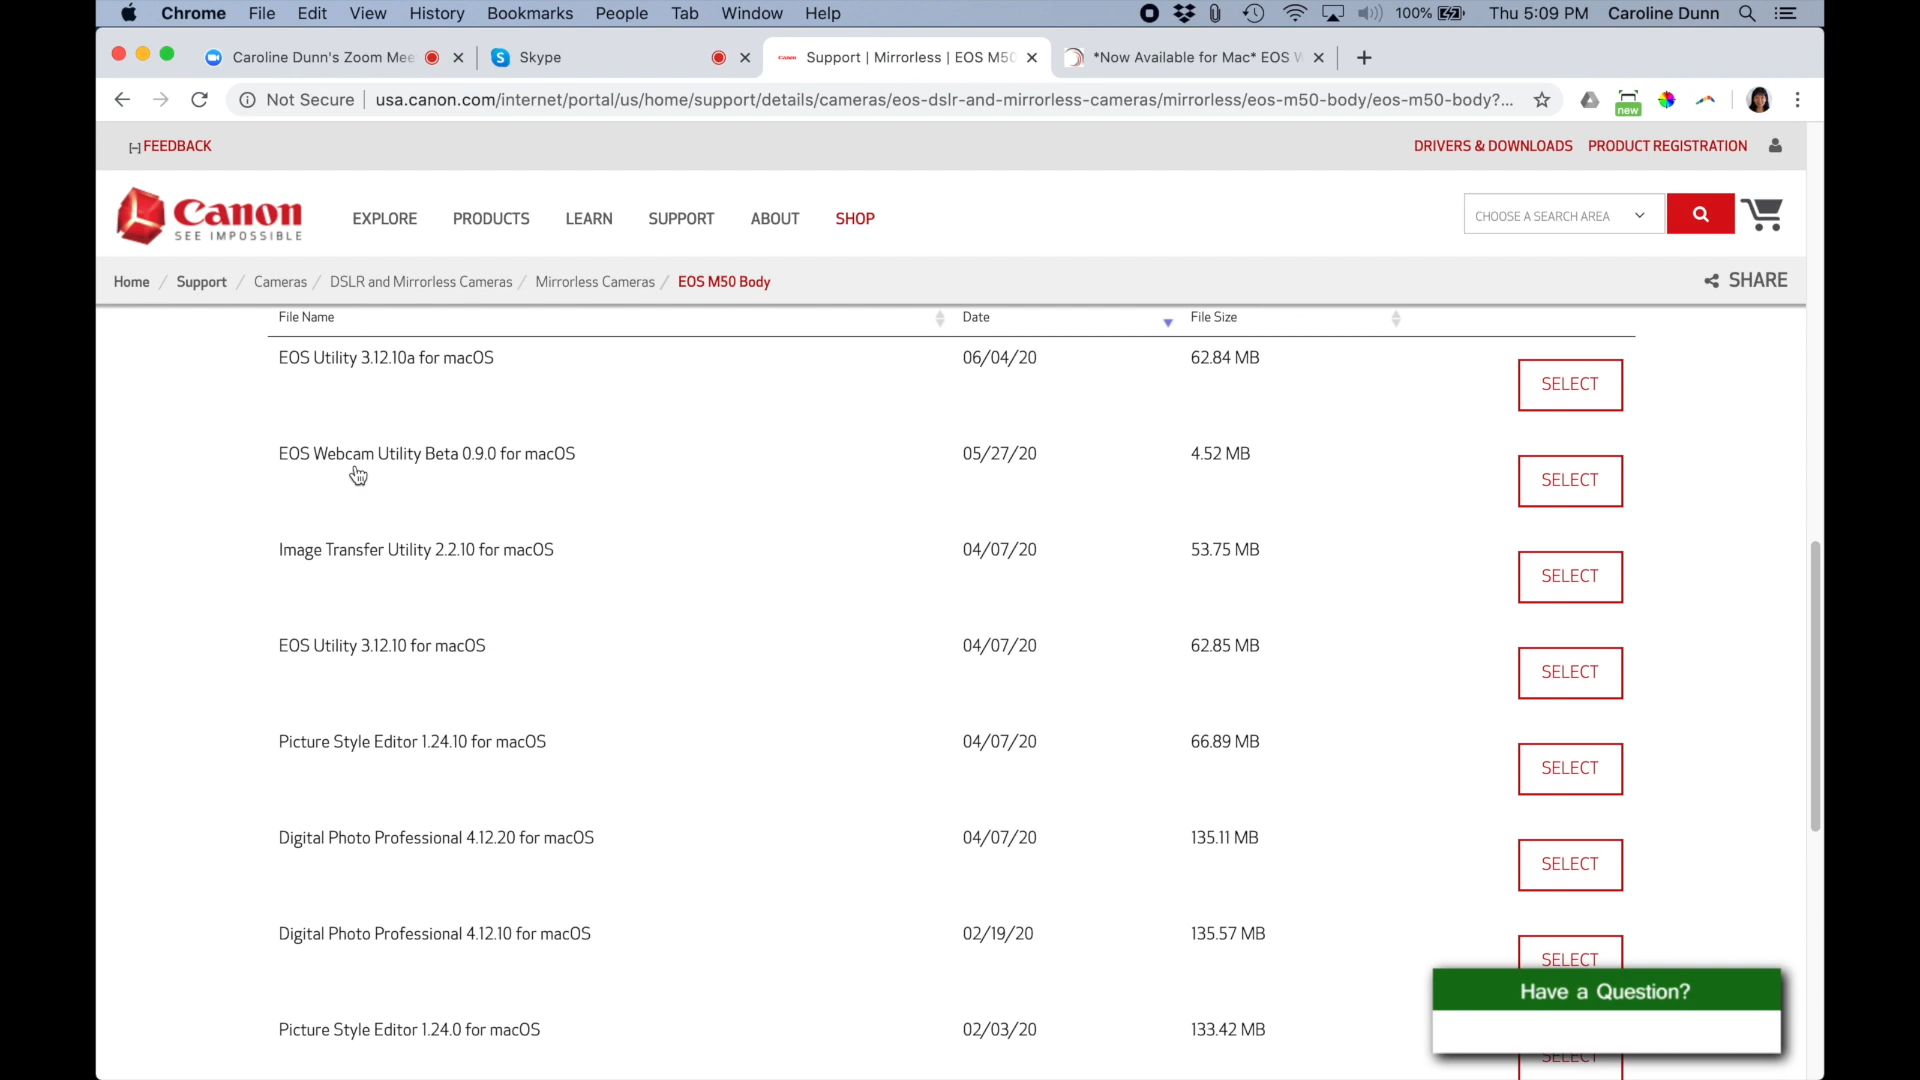 Chrome File Edit View History Bookmarks People Tab Window Help 100% Thu 5:09 PM Caroline Dunn
Caroline Dunn's Zoom Mee Skype Support | Mirrorless | EOS M50 *Now Available for Mac* EOS
Not Secure usa.canon.com/internet/portal/us/home/support/details/cameras/eos-dslr-and-mirrorless-cameras/mirrorless/eos-m50-body/eos-m50-body?... new
[-] FEEDBACK DRIVERS & DOWNLOADS PRODUCT REGISTRATION
Canon
SEE IMPOSSIBLE
EXPLORE PRODUCTS LEARN SUPPORT ABOUT SHOP CHOOSE A SEARCH AREA
Home / Support / Cameras / DSLR and Mirrorless Cameras / Mirrorless Cameras / EOS M50 Body SHARE
File Name Date File Size
EOS Utility 3.12.10a for macOS 06/04/20 62.84 MB
SELECT
EOS Webcam Utility Beta 0.9.0 for macOS 05/27/20 4.52 MB
SELECT
Image Transfer Utility 2.2.10 for macOS 04/07/20 53.75 MB
SELECT
EOS Utility 3.12.10 for macOS 04/07/20 62.85 MB
SELECT
Picture Style Editor 1.24.10 for macOS 04/07/20 66.89 MB
SELECT
Digital Photo Professional 4.12.20 for macOS 04/07/20 135.11 MB
SELECT
Digital Photo Professional 4.12.10 for macOS 02/19/20 135.57 MB
SELECT
Have a Question?
Picture Style Editor 1.24.0 for macOS 02/03/20 133.42 MB
SELECT